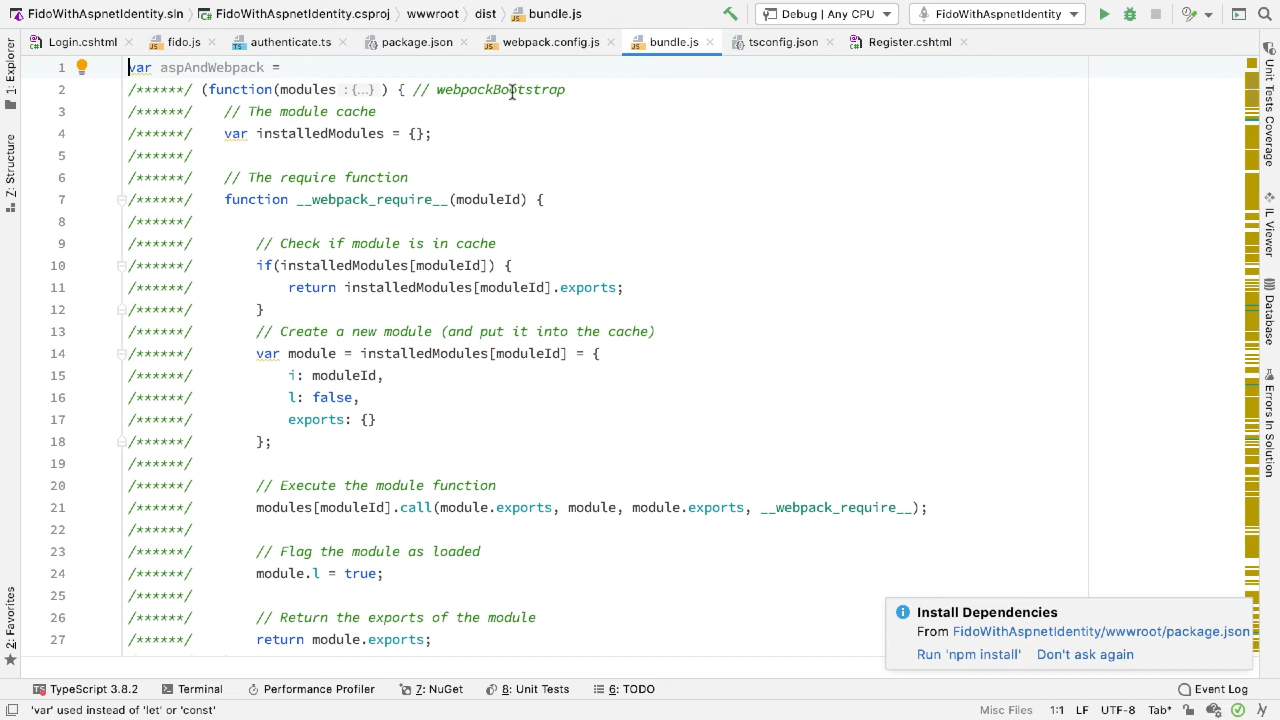 FidoWithAspnetIdentity.sln FidoWithAspnetIdentity.csproj wwwroot dist bundle.js Debug | Any CPU FidoWithAspnetIdentity
Login.cshtml fido.js authenticate.ts package.json webpack.config.js bundle.js tsconfig.json Register.cshtml
1: Explorer
Z: Structure
2: Favorites
1 var aspAndWebpack =
2 /******/ (function(modules :{...} ) { // webpackBootstrap
3 /******/ // The module cache
4 /******/ var installedModules = {};
5 /******/
6 /******/ // The require function
7 /******/ function __webpack_require__(moduleId) {
8 /******/
9 /******/ // Check if module is in cache
10 /******/ if(installedModules[moduleId]) {
11 /******/ return installedModules[moduleId].exports;
12 /******/ }
13 /******/ // Create a new module (and put it into the cache)
14 /******/ var module = installedModules[moduleId] = {
15 /******/ i: moduleId,
16 /******/ l: false,
17 /******/ exports: {}
18 /******/ };
19 /******/
20 /******/ // Execute the module function
21 /******/ modules[moduleId].call(module.exports, module, module.exports, __webpack_require__);
22 /******/
23 /******/ // Flag the module as loaded
24 /******/ module.l = true;
25 /******/
26 /******/ // Return the exports of the module
27 /******/ return module.exports;
Unit Tests Coverage
IL Viewer
Database
Errors In Solution
Install Dependencies
From FidoWithAspnetIdentity/wwwroot/package.json
Run 'npm install' Don't ask again
TypeScript 3.8.2 Terminal Performance Profiler 7: NuGet 8: Unit Tests 6: TODO Event Log
'var' used instead of 'let' or 'const' Misc Files 1:1 LF UTF-8 Tab*